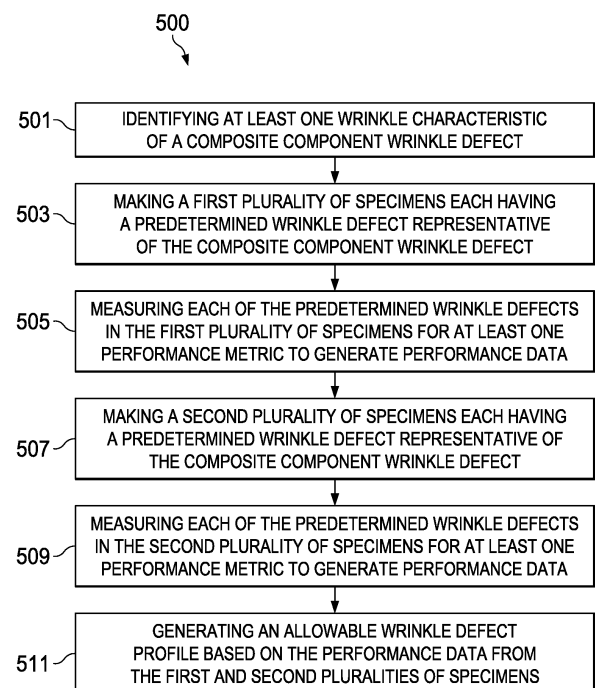 500
501
IDENTIFYING AT LEAST ONE WRINKLE CHARACTERISTIC
OF A COMPOSITE COMPONENT WRINKLE DEFECT
503
MAKING A FIRST PLURALITY OF SPECIMENS EACH HAVING
A PREDETERMINED WRINKLE DEFECT REPRESENTATIVE
OF THE COMPOSITE COMPONENT WRINKLE DEFECT
505
MEASURING EACH OF THE PREDETERMINED WRINKLE DEFECTS
IN THE FIRST PLURALITY OF SPECIMENS FOR AT LEAST ONE
PERFORMANCE METRIC TO GENERATE PERFORMANCE DATA
507
MAKING A SECOND PLURALITY OF SPECIMENS EACH HAVING
A PREDETERMINED WRINKLE DEFECT REPRESENTATIVE OF
THE COMPOSITE COMPONENT WRINKLE DEFECT
509
MEASURING EACH OF THE PREDETERMINED WRINKLE DEFECTS
IN THE SECOND PLURALITY OF SPECIMENS FOR AT LEAST ONE
PERFORMANCE METRIC TO GENERATE PERFORMANCE DATA
511
GENERATING AN ALLOWABLE WRINKLE DEFECT
PROFILE BASED ON THE PERFORMANCE DATA FROM
THE FIRST AND SECOND PLURALITIES OF SPECIMENS